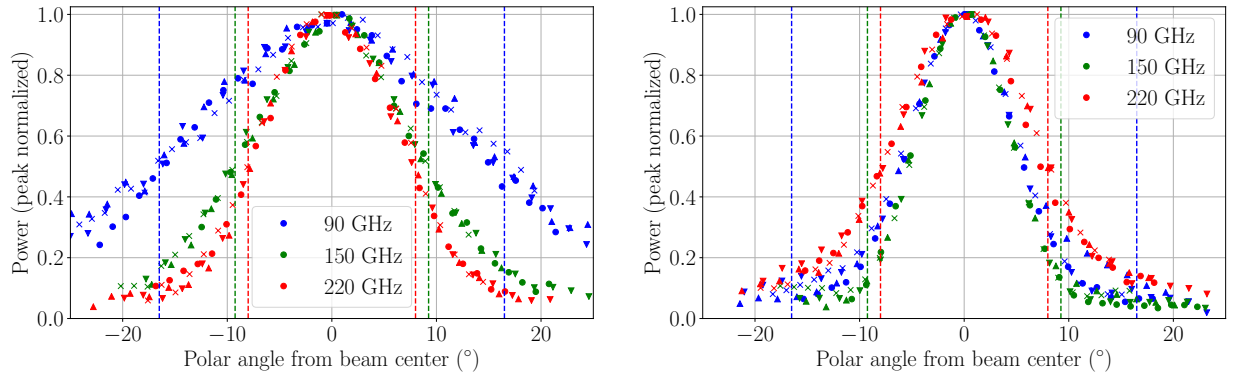 Power (peak normalized)
1.0
0.8
0.6
0.4
0.2
0.0
90 GHz
150 GHz
220 GHz
−20
−10
0
10
20
Polar angle from beam center (°)
Power (peak normalized)
1.0
0.8
0.6
0.4
0.2
0.0
90 GHz
150 GHz
220 GHz
−20
−10
0
10
20
Polar angle from beam center (°)